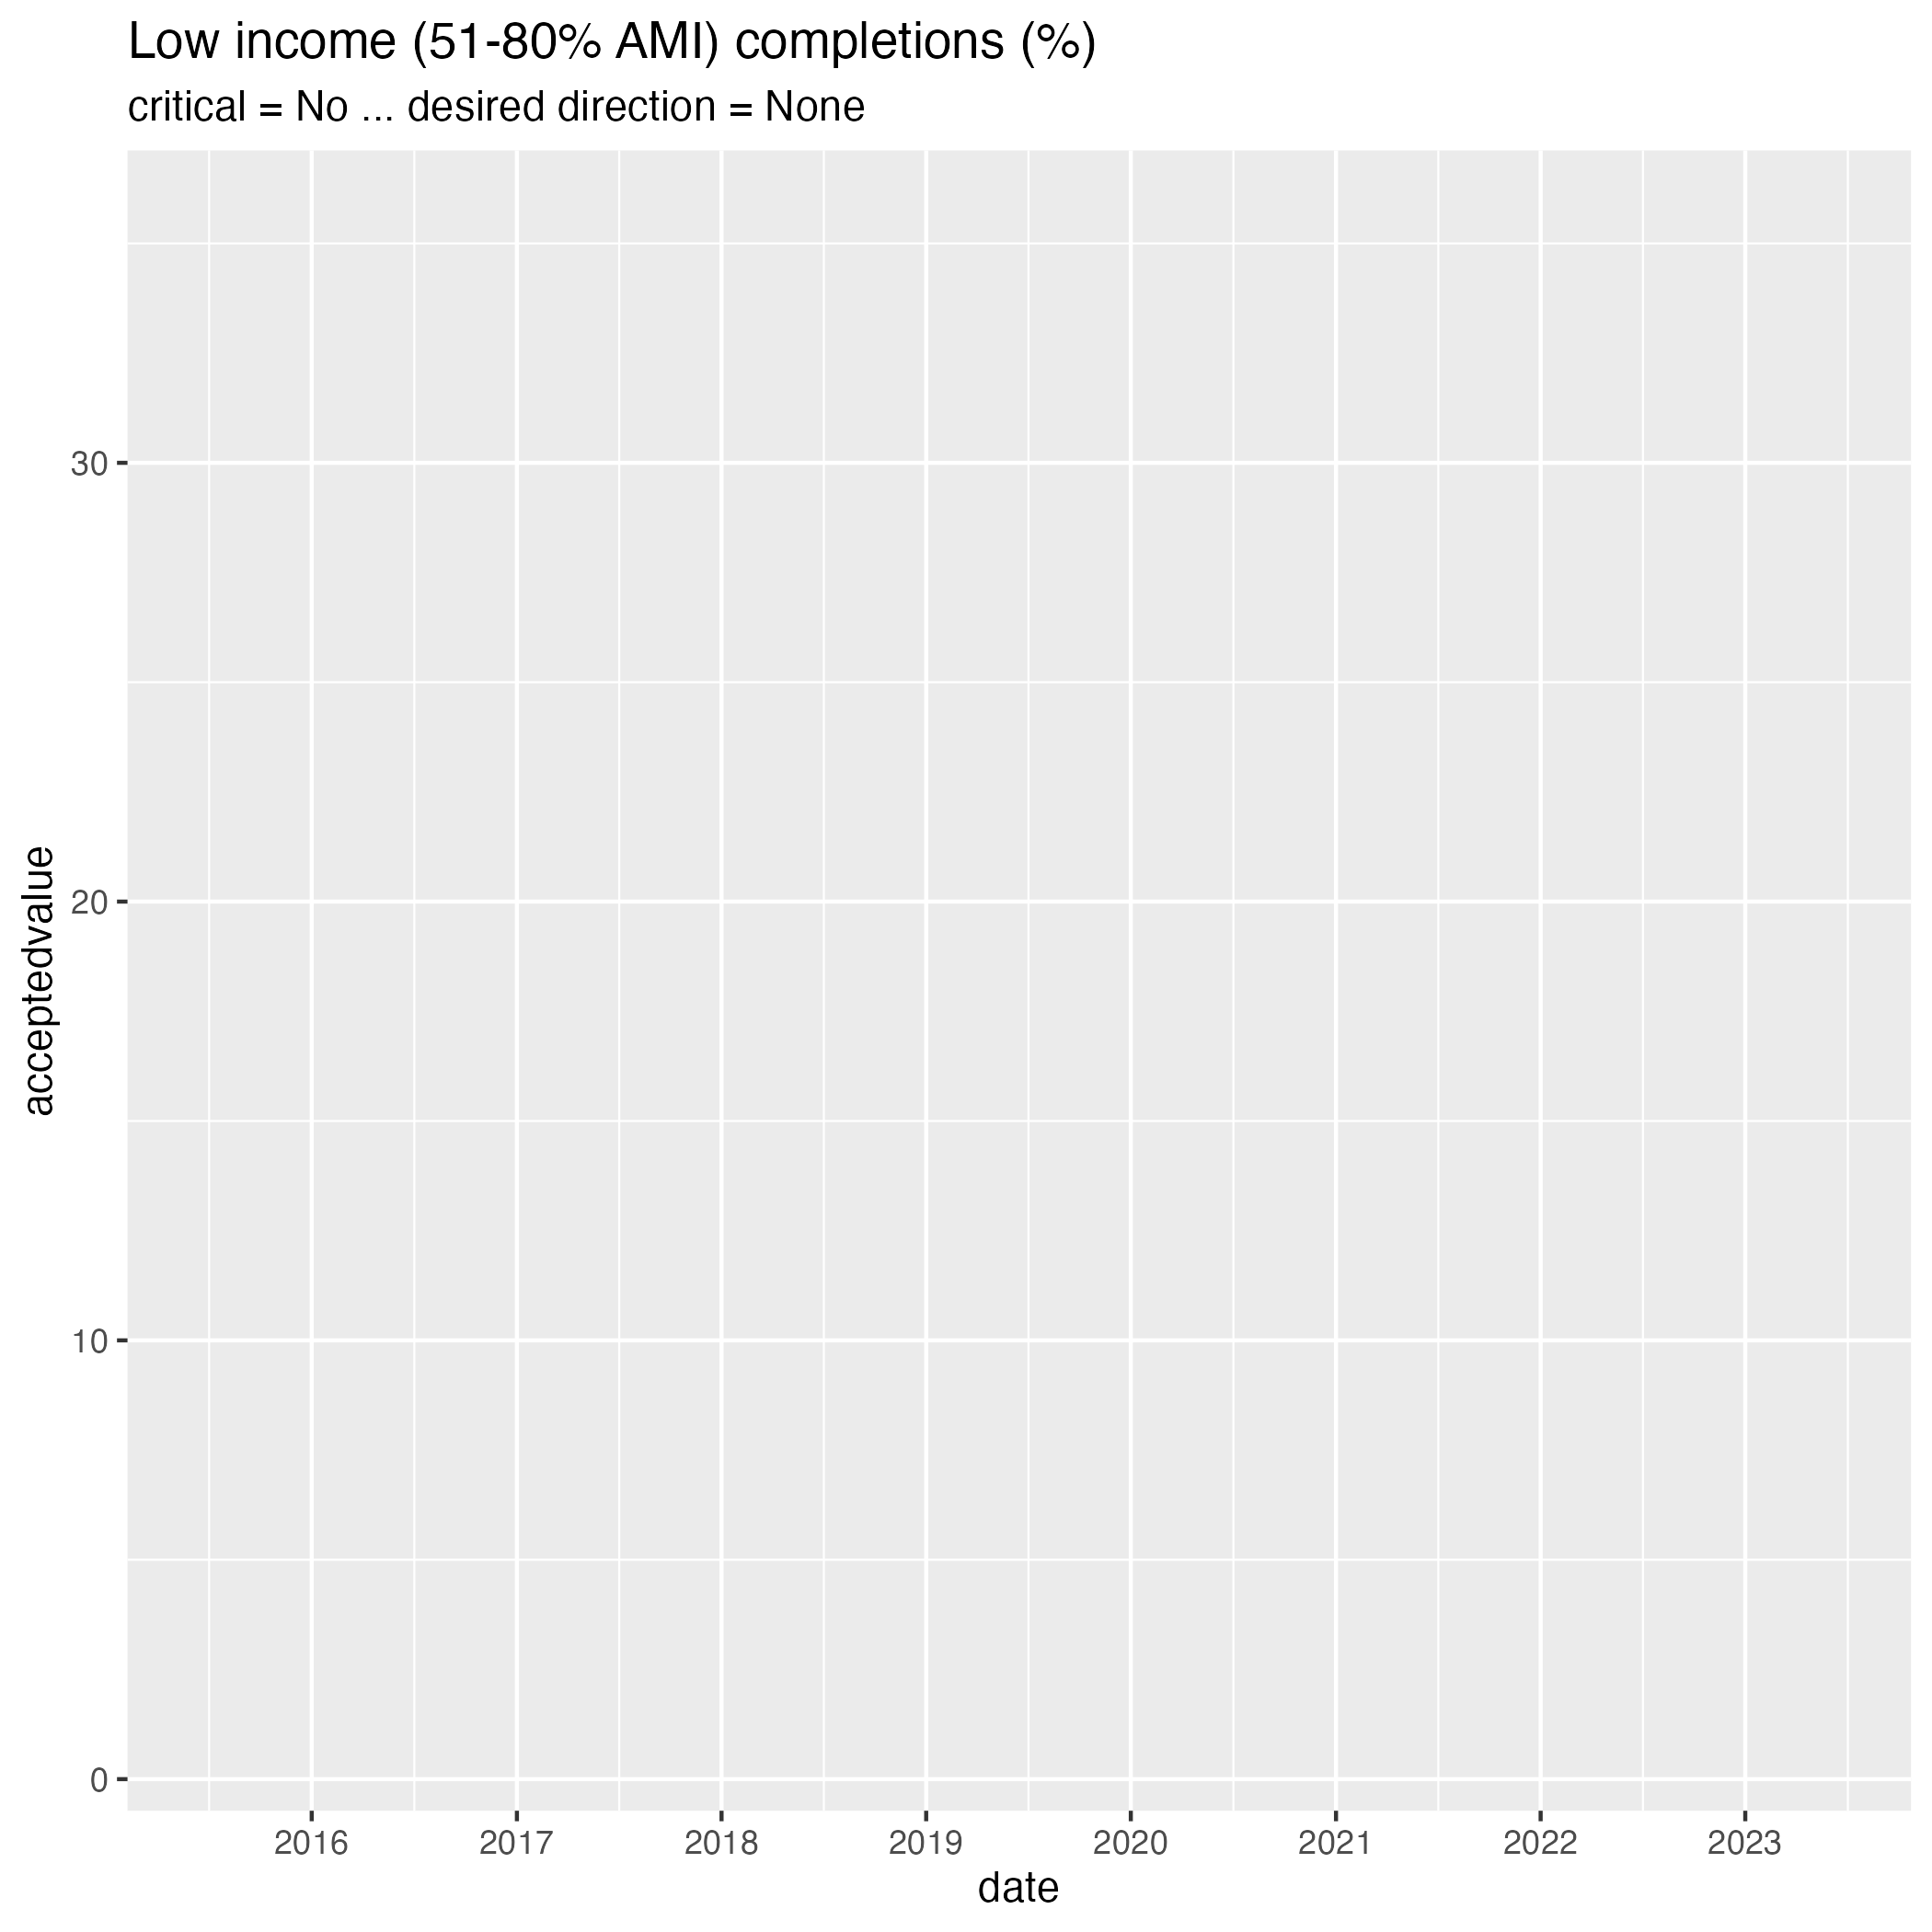 Low income (51-80% AMI) completions (%)
critical = No ... desired direction = None
acceptedvalue
30
20
10
0
2016 2017 2018 2019 2020 2021 2022 2023
date